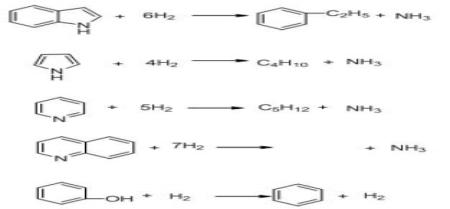 N H + 6H2 C2H5 + NH3
N H + 4H2 C4H10 + NH3
N + 5H2 C5H12 + NH3
N + 7H2 + NH3
OH + H2 + H2